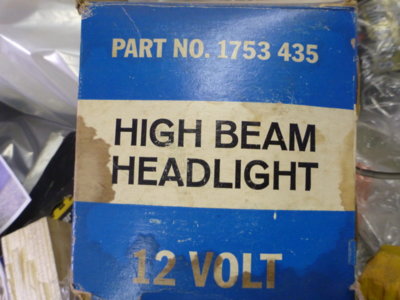 PART NO. 1753 435
HIGH BEAM
HEADLIGHT
12 VOLT